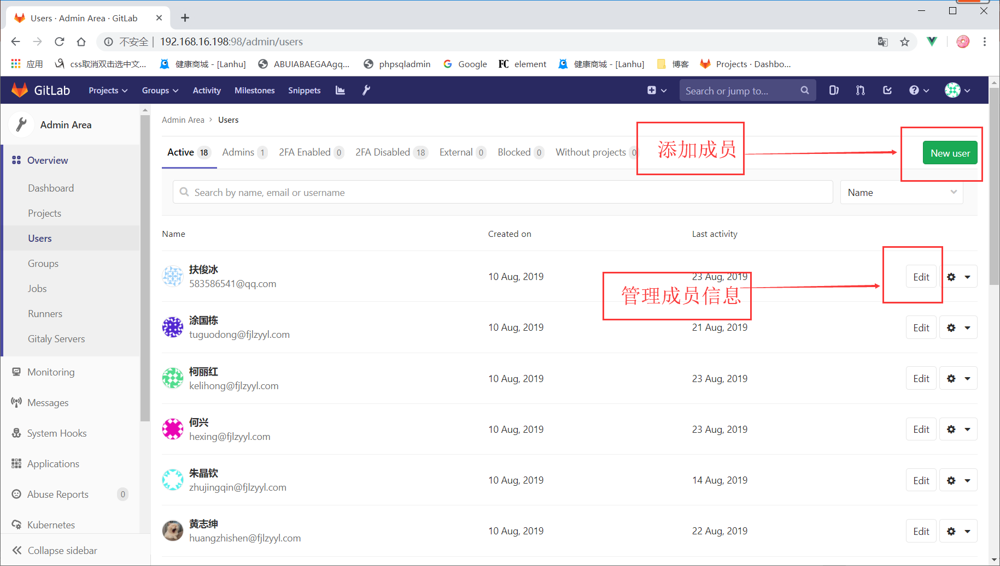 Users · Admin Area · GitLab
不安全 | 192.168.16.198:98/admin/users
应用 css取消双击选中文... 健康商城 - [Lanhu] ABUIABAEGAAgq... phpsqladmin Google FC element 健康商城 - [Lanhu] 博客 Projects · Dashbo...
GitLab Projects Groups Activity Milestones Snippets Search or jump to...
Admin Area
Overview
Dashboard
Projects
Users
Groups
Jobs
Runners
Gitaly Servers
Monitoring
Messages
System Hooks
Applications
Abuse Reports 0
Kubernetes
Collapse sidebar
Admin Area › Users
Active 18 Admins 1 2FA Enabled 0 2FA Disabled 18 External 0 Blocked 0 Without projects 0
添加成员
New user
Search by name, email or username
Name
Name Created on Last activity
扶俊冰
583586541@qq.com
10 Aug, 2019 23 Aug, 2019 Edit
管理成员信息
涂国栋
tuguodong@fjlzyyl.com
10 Aug, 2019 21 Aug, 2019 Edit
柯丽红
kelihong@fjlzyyl.com
10 Aug, 2019 23 Aug, 2019 Edit
何兴
hexing@fjlzyyl.com
10 Aug, 2019 23 Aug, 2019 Edit
朱晶钦
zhujingqin@fjlzyyl.com
10 Aug, 2019 14 Aug, 2019 Edit
黄志绅
huangzhishen@fjlzyyl.com
10 Aug, 2019 22 Aug, 2019 Edit